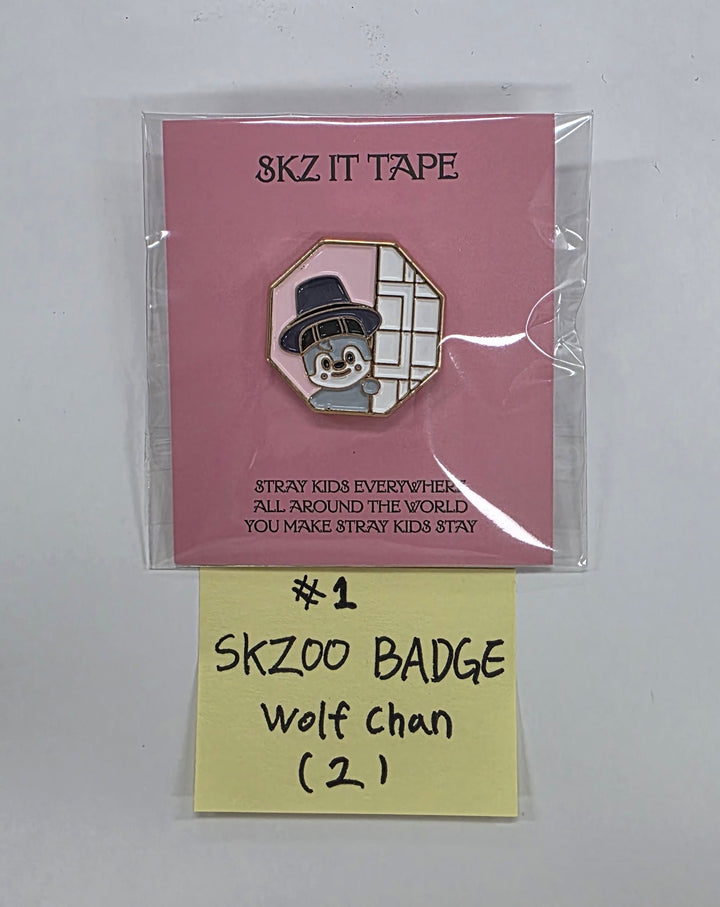 SKZ IT TAPE
STRAY KIDS EVERYWHERE
ALL AROUND THE WORLD
YOU MAKE STRAY KIDS STAY
#1
SKZOO BADGE
Wolf Chan
(2)